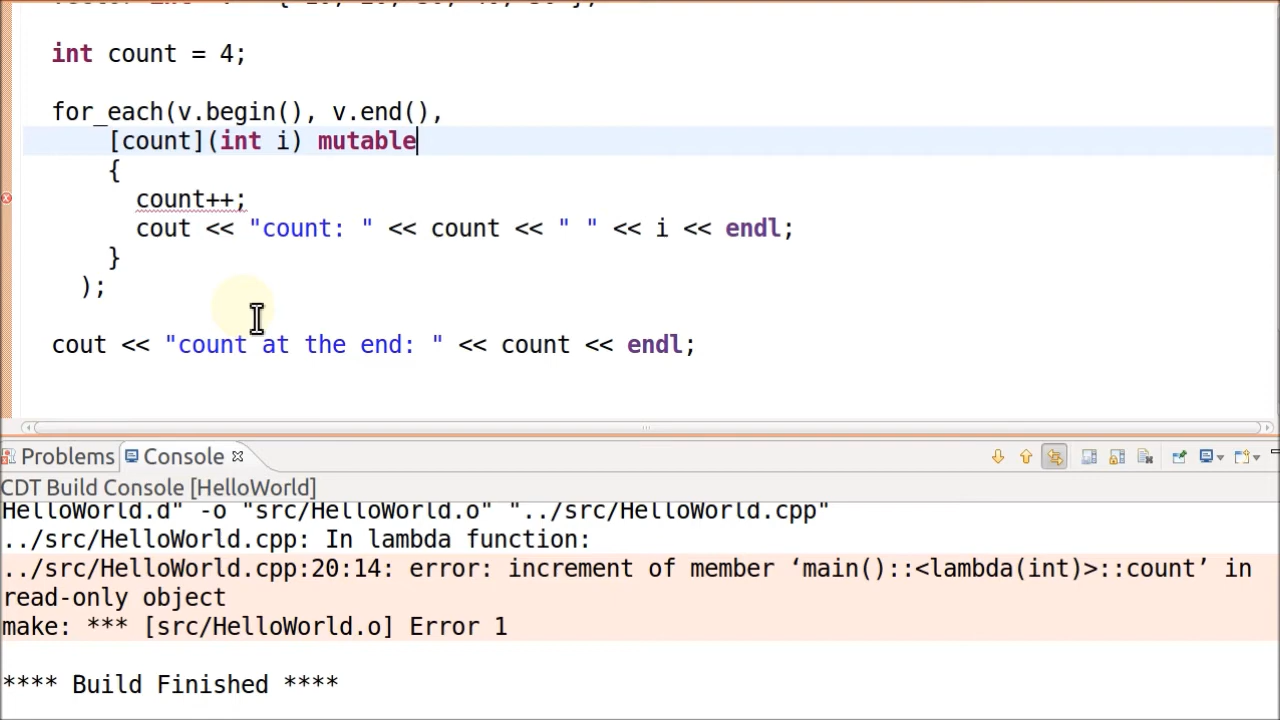 int count = 4;
for_each(v.begin(), v.end(),
[count](int i) mutable
{
count++;
cout << "count: " << count << " " << i << endl;
}
);
cout << "count at the end: " << count << endl;
Problems Console
CDT Build Console [HelloWorld]
HelloWorld.d" -o "src/HelloWorld.o" "../src/HelloWorld.cpp"
../src/HelloWorld.cpp: In lambda function:
../src/HelloWorld.cpp:20:14: error: increment of member ‘main()::<lambda(int)>::count’ in
read-only object
make: *** [src/HelloWorld.o] Error 1
**** Build Finished ****